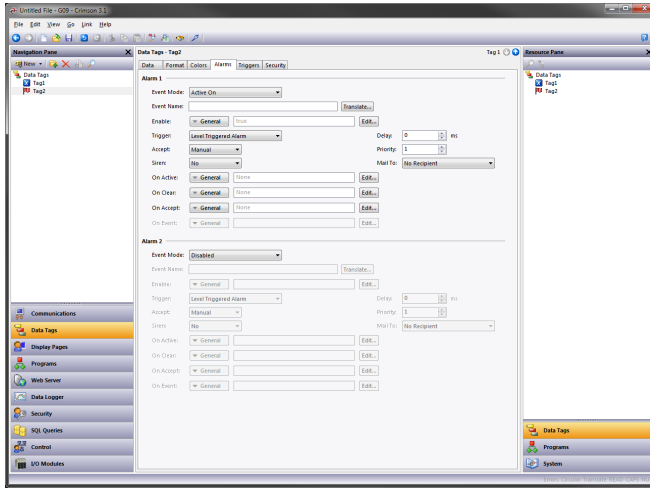 Untitled File - G09 - Crimson 3.1
File Edit View Go Link Help
Navigation Pane
New
Data Tags
Tag1
Tag2
Communications
Data Tags
Display Pages
Programs
Web Server
Data Logger
Security
SQL Queries
Control
I/O Modules
Data Tags - Tag2
Tag 1
Data Format Colors Alarms Triggers Security
Alarm 1
Event Mode: Active On
Event Name: Translate...
Enable: General true Edit...
Trigger: Level Triggered Alarm Delay: 0 ms
Accept: Manual Priority: 1
Siren: No Mail To: No Recipient
On Active: General None Edit...
On Clear: General None Edit...
On Accept: General None Edit...
On Event: General Edit...
Alarm 2
Event Mode: Disabled
Event Name: Translate...
Enable: General Edit...
Trigger: Level Triggered Alarm Delay: 0 ms
Accept: Manual Priority: 1
Siren: No Mail To: No Recipient
On Active: General Edit...
On Clear: General Edit...
On Accept: General Edit...
On Event: General Edit...
Resource Pane
Data Tags
Tag1
Tag2
Data Tags
Programs
System